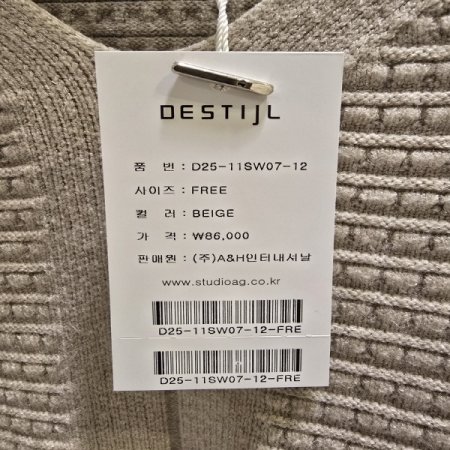 DESTIJL
품 번 : D25-11SW07-12
사이즈 : FREE
컬 러 : BEIGE
가 격 : ₩86,000
판매원 : (주)A&H인터내셔날
www.studioag.co.kr
D25-11SW07-12-FRE
D25-11SW07-12-FRE